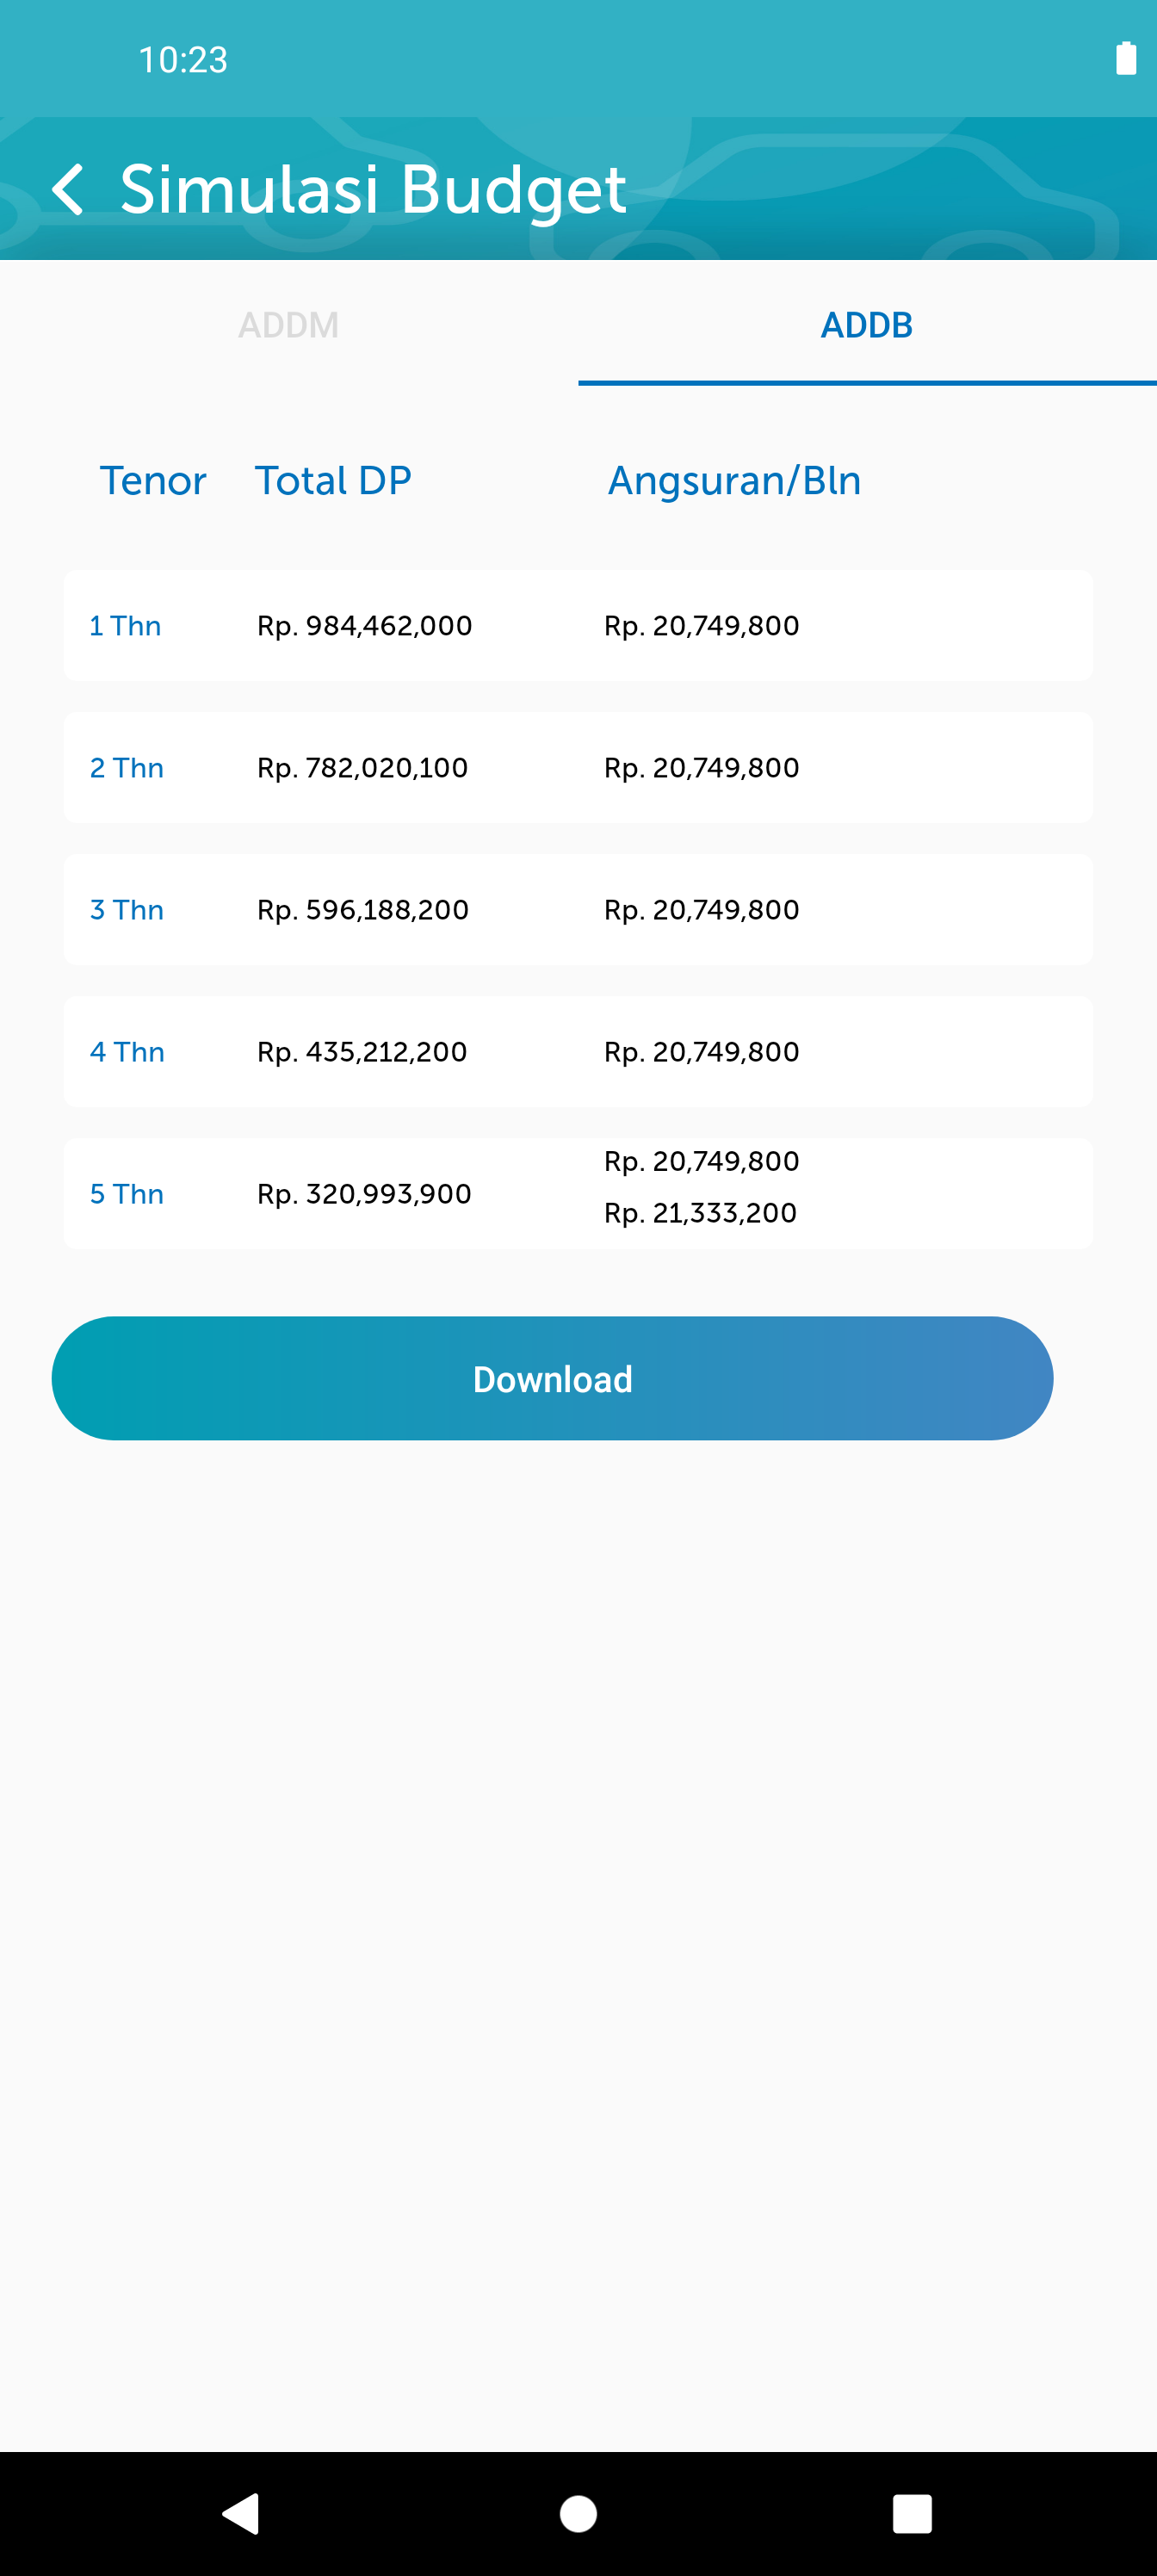 10:23
Simulasi Budget
ADDM ADDB
Tenor Total DP Angsuran/Bln
1 Thn Rp. 984,462,000 Rp. 20,749,800
2 Thn Rp. 782,020,100 Rp. 20,749,800
3 Thn Rp. 596,188,200 Rp. 20,749,800
4 Thn Rp. 435,212,200 Rp. 20,749,800
5 Thn Rp. 320,993,900 Rp. 20,749,800
Rp. 21,333,200
Download